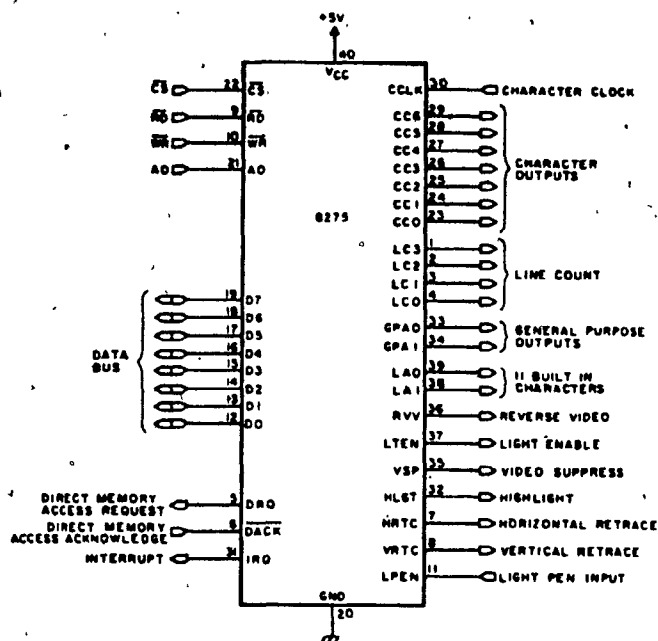 +5V
40
VCC
CS 22 CS
RD 9 RD
WR 10 WR
A0 21 A0
8275
CCLK 30 CHARACTER CLOCK
CC6 29
CC5 28
CC4 27
CC3 26
CC2 25
CC1 24
CC0 23
CHARACTER
OUTPUTS
LC3 1
LC2 2
LC1 3
LC0 4
LINE COUNT
GPA0 33
GPA1 34
GENERAL PURPOSE
OUTPUTS
LA0 39
LA1 38
11 BUILT IN
CHARACTERS
RVV 36 REVERSE VIDEO
LTEN 37 LIGHT ENABLE
VSP 35 VIDEO SUPPRESS
HLGT 32 HIGHLIGHT
HRTC 7 HORIZONTAL RETRACE
VRTC 8 VERTICAL RETRACE
LPEN 11 LIGHT PEN INPUT
DATA
BUS
19 D7
18 D6
17 D5
16 D4
15 D3
14 D2
13 D1
12 D0
DIRECT MEMORY
ACCESS REQUEST
5 DRQ
DIRECT MEMORY
ACCESS ACKNOWLEDGE
6 DACK
INTERRUPT 31 IRQ
GND
20